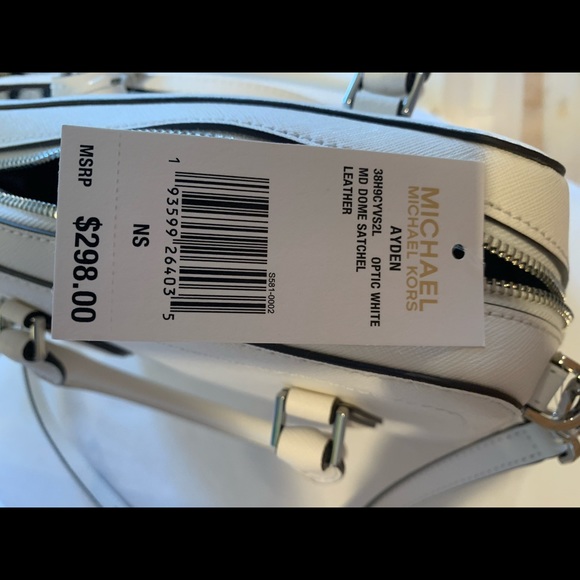 MICHAEL
MICHAEL KORS
AYDEN
38H9CYVS2L OPTIC WHITE
MD DOME SATCHEL
LEATHER
S581-0002
1 93599 26403 5
NS
MSRP $298.00